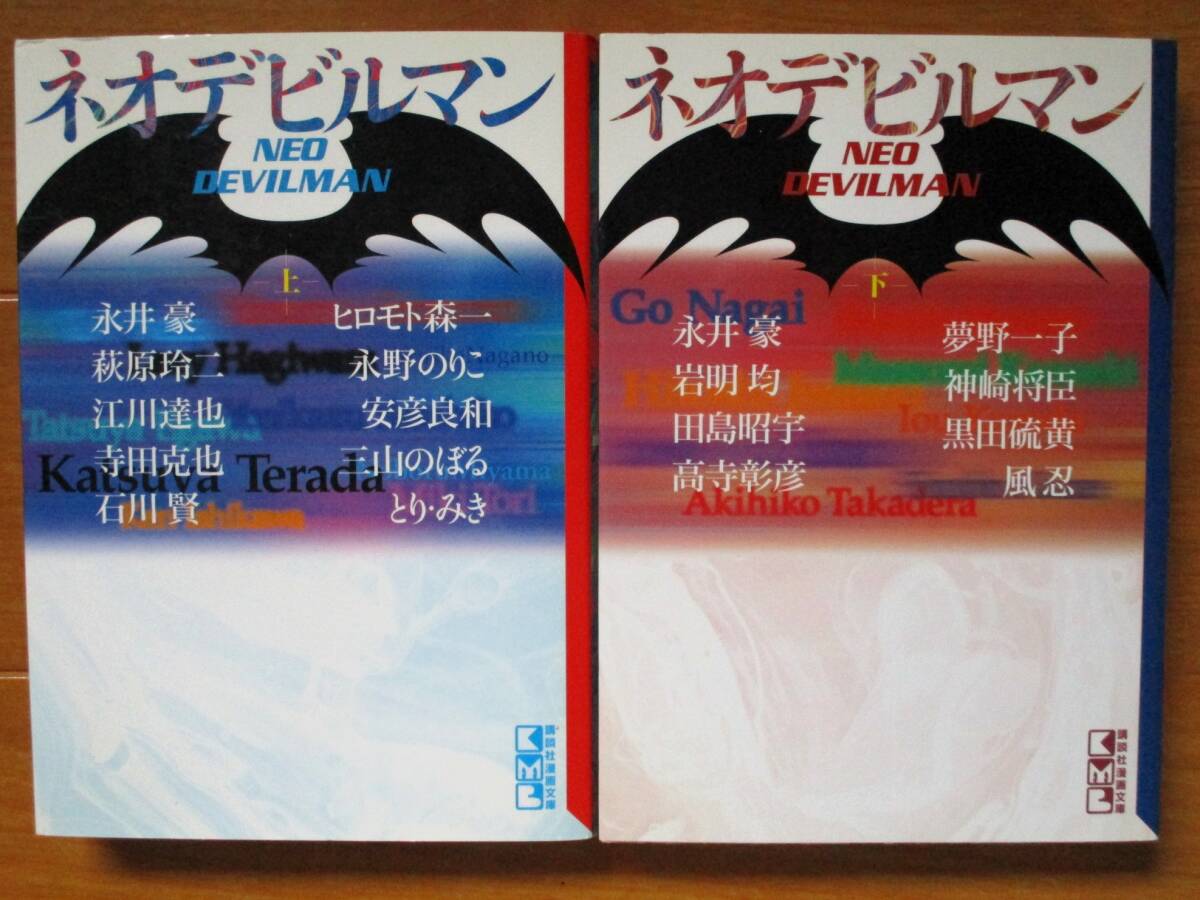 ネオデビルマン
NEO
DEVILMAN
上
永井 豪
萩原玲二
江川達也
寺田克也
石川 賢
ヒロモト森一
永野のりこ
安彦良和
三山のぼる
とり・みき
Nagano
Katsuya Terada
KMB
講談社漫画文庫
ネオデビルマン
NEO
DEVILMAN
下
Go Nagai
永井 豪
岩明 均
田島昭宇
高寺彰彦
夢野一子
神崎将臣
黒田硫黄
風 忍
Akihiko Takadera
KMB
講談社漫画文庫